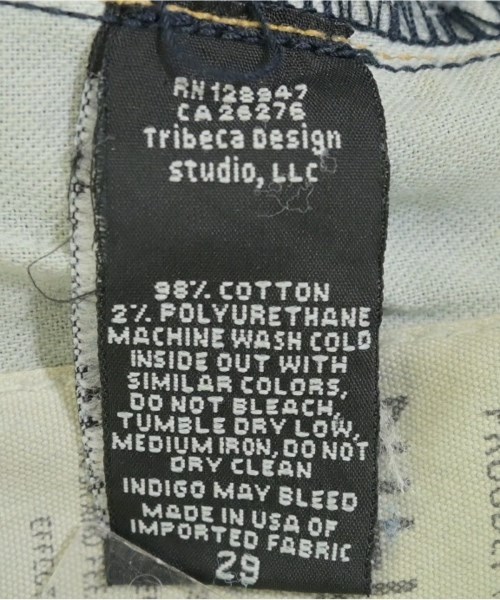 RN 128947
CA 26276
Tribeca Design
studio, LLC
98% COTTON
2% POLYURETHANE
MACHINE WASH COLD
INSIDE OUT WITH
SIMILAR COLORS,
DO NOT BLEACH,
TUMBLE DRY LOW,
MEDIUM IRON, DO NOT
DRY CLEAN
INDIGO MAY BLEED
MADE IN USA OF
IMPORTED FABRIC
29